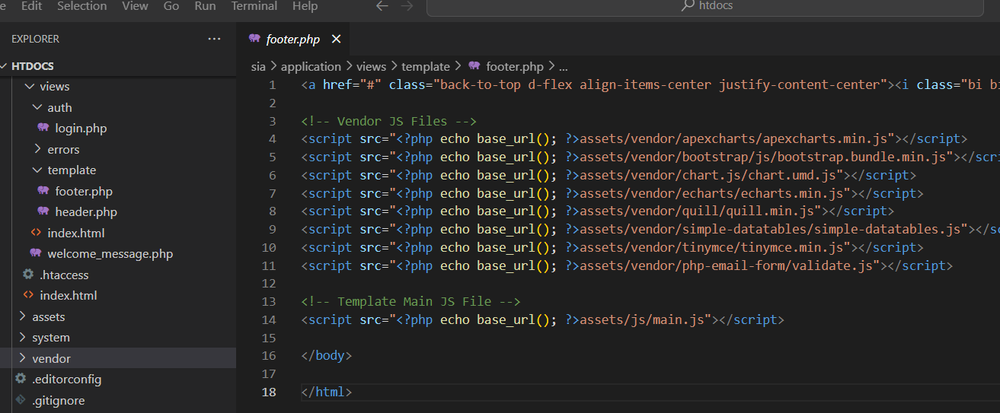 Edit Selection View Go Run Terminal Help
htdocs
EXPLORER
HTDOCS
views
auth
login.php
errors
template
footer.php
header.php
index.html
welcome_message.php
.htaccess
index.html
assets
system
vendor
.editorconfig
.gitignore
footer.php
sia > application > views > template > footer.php > ...
1 <a href="#" class="back-to-top d-flex align-items-center justify-content-center"><i class="bi
2
3 <!-- Vendor JS Files -->
4 <script src="<?php echo base_url(); ?>assets/vendor/apexcharts/apexcharts.min.js"></script>
5 <script src="<?php echo base_url(); ?>assets/vendor/bootstrap/js/bootstrap.bundle.min.js"></scri
6 <script src="<?php echo base_url(); ?>assets/vendor/chart.js/chart.umd.js"></script>
7 <script src="<?php echo base_url(); ?>assets/vendor/echarts/echarts.min.js"></script>
8 <script src="<?php echo base_url(); ?>assets/vendor/quill/quill.min.js"></script>
9 <script src="<?php echo base_url(); ?>assets/vendor/simple-datatables/simple-datatables.js"></sc
10 <script src="<?php echo base_url(); ?>assets/vendor/tinymce/tinymce.min.js"></script>
11 <script src="<?php echo base_url(); ?>assets/vendor/php-email-form/validate.js"></script>
12
13 <!-- Template Main JS File -->
14 <script src="<?php echo base_url(); ?>assets/js/main.js"></script>
15
16 </body>
17
18 </html>